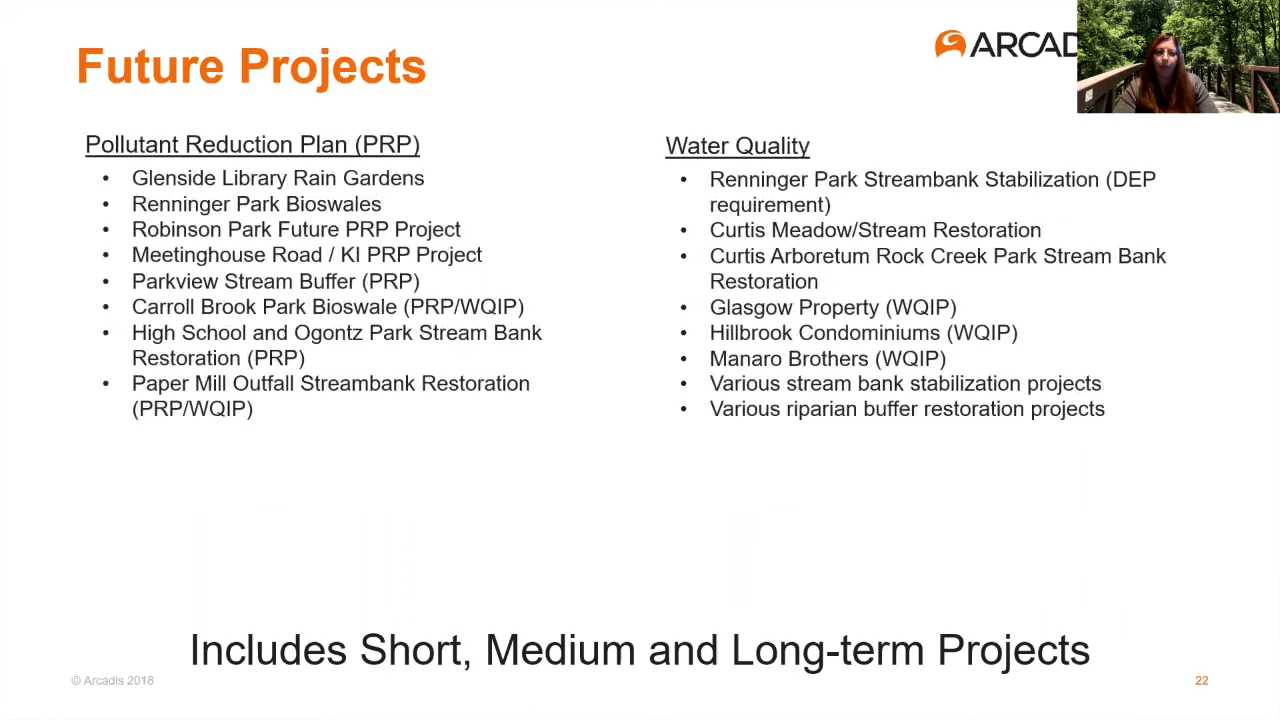 Future Projects
ARCAD
Pollutant Reduction Plan (PRP)
• Glenside Library Rain Gardens
• Renninger Park Bioswales
• Robinson Park Future PRP Project
• Meetinghouse Road / KI PRP Project
• Parkview Stream Buffer (PRP)
• Carroll Brook Park Bioswale (PRP/WQIP)
• High School and Ogontz Park Stream Bank
Restoration (PRP)
• Paper Mill Outfall Streambank Restoration
(PRP/WQIP)
Water Quality
• Renninger Park Streambank Stabilization (DEP
requirement)
• Curtis Meadow/Stream Restoration
• Curtis Arboretum Rock Creek Park Stream Bank
Restoration
• Glasgow Property (WQIP)
• Hillbrook Condominiums (WQIP)
• Manaro Brothers (WQIP)
• Various stream bank stabilization projects
• Various riparian buffer restoration projects
Includes Short, Medium and Long-term Projects
© Arcadis 2018
22